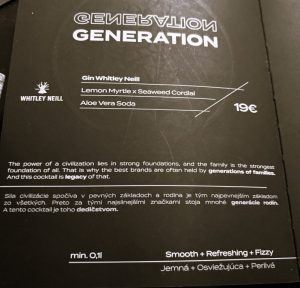 GENERATION
GENERATION
Gin Whitley Neill
Lemon Myrtle x Seaweed Cordial
Aloe Vera Soda
19€
WHITLEY NEILL
The power of a civilization lies in strong foundations, and the family is the strongest
foundation of all. That is why the best brands are often held by generations of families.
And this cocktail is legacy of that.
Sila civilizácie spočíva v pevných základoch a rodina je tým najpevnejším základom
zo všetkých. Preto za tými najsilnejšími značkami stoja mnohé generácie rodín.
A tento cocktail je toho dedičstvom.
min. 0,1l
Smooth + Refreshing + Fizzy
Jemná + Osviežujúca + Perlivá